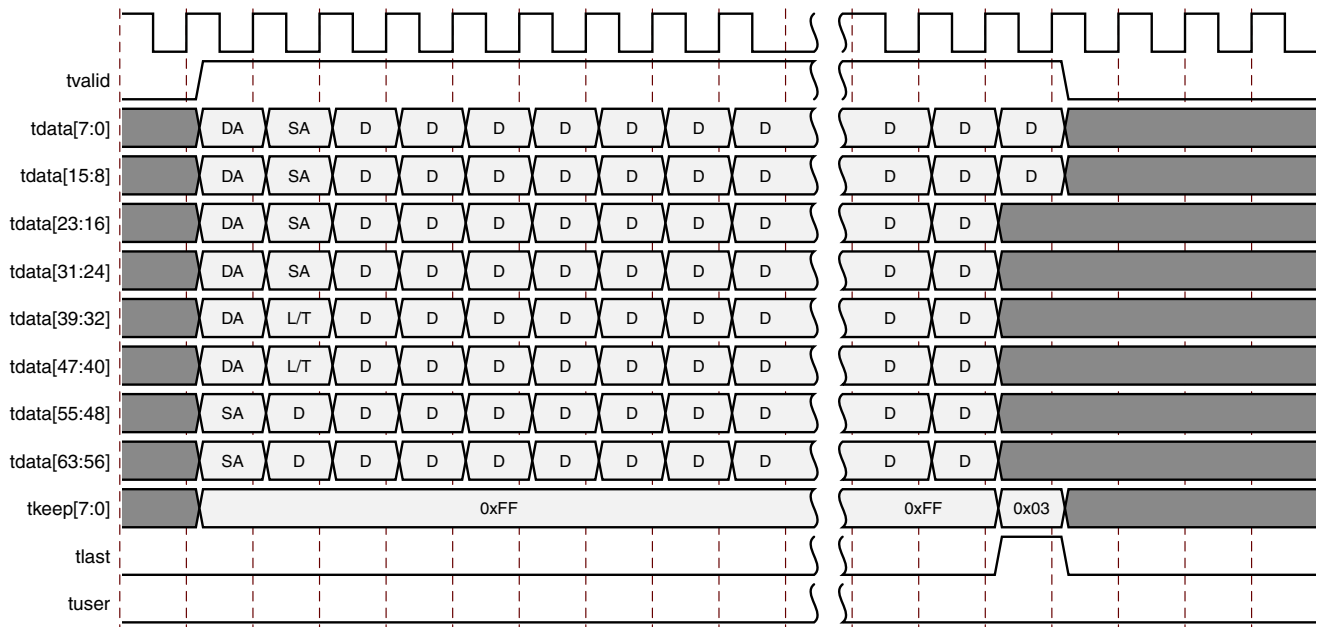 tvalid
tdata[7:0] DA SA D D D D D D D D D D
tdata[15:8] DA SA D D D D D D D D D D
tdata[23:16] DA SA D D D D D D D D D
tdata[31:24] DA SA D D D D D D D D D
tdata[39:32] DA L/T D D D D D D D D D
tdata[47:40] DA L/T D D D D D D D D D
tdata[55:48] SA D D D D D D D D D D
tdata[63:56] SA D D D D D D D D D D
tkeep[7:0] 0xFF 0xFF 0x03
tlast
tuser